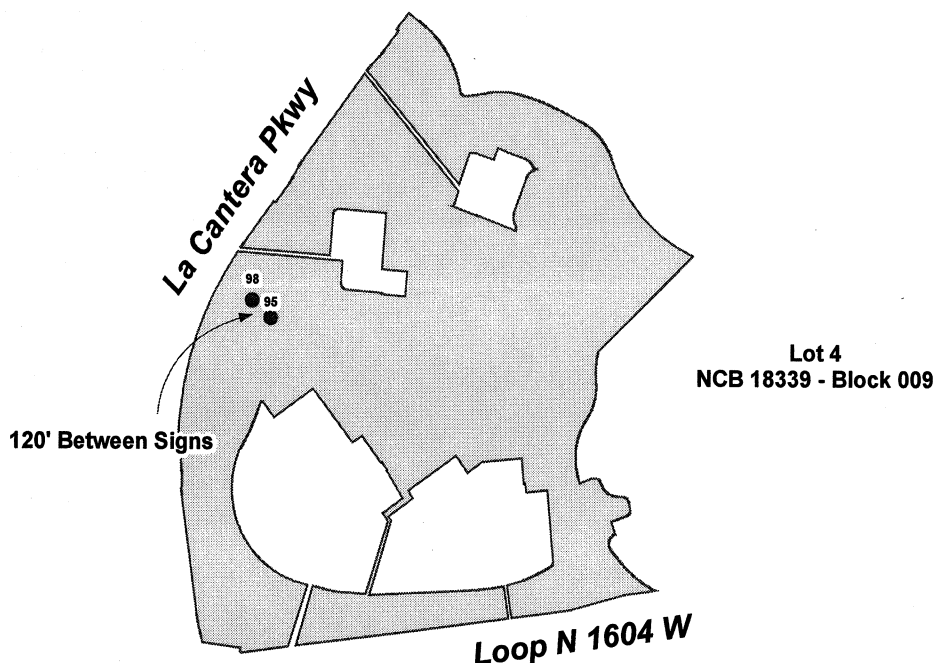 La Cantera Pkwy
98
95
Lot 4
NCB 18339 - Block 009
120' Between Signs
Loop N 1604 W